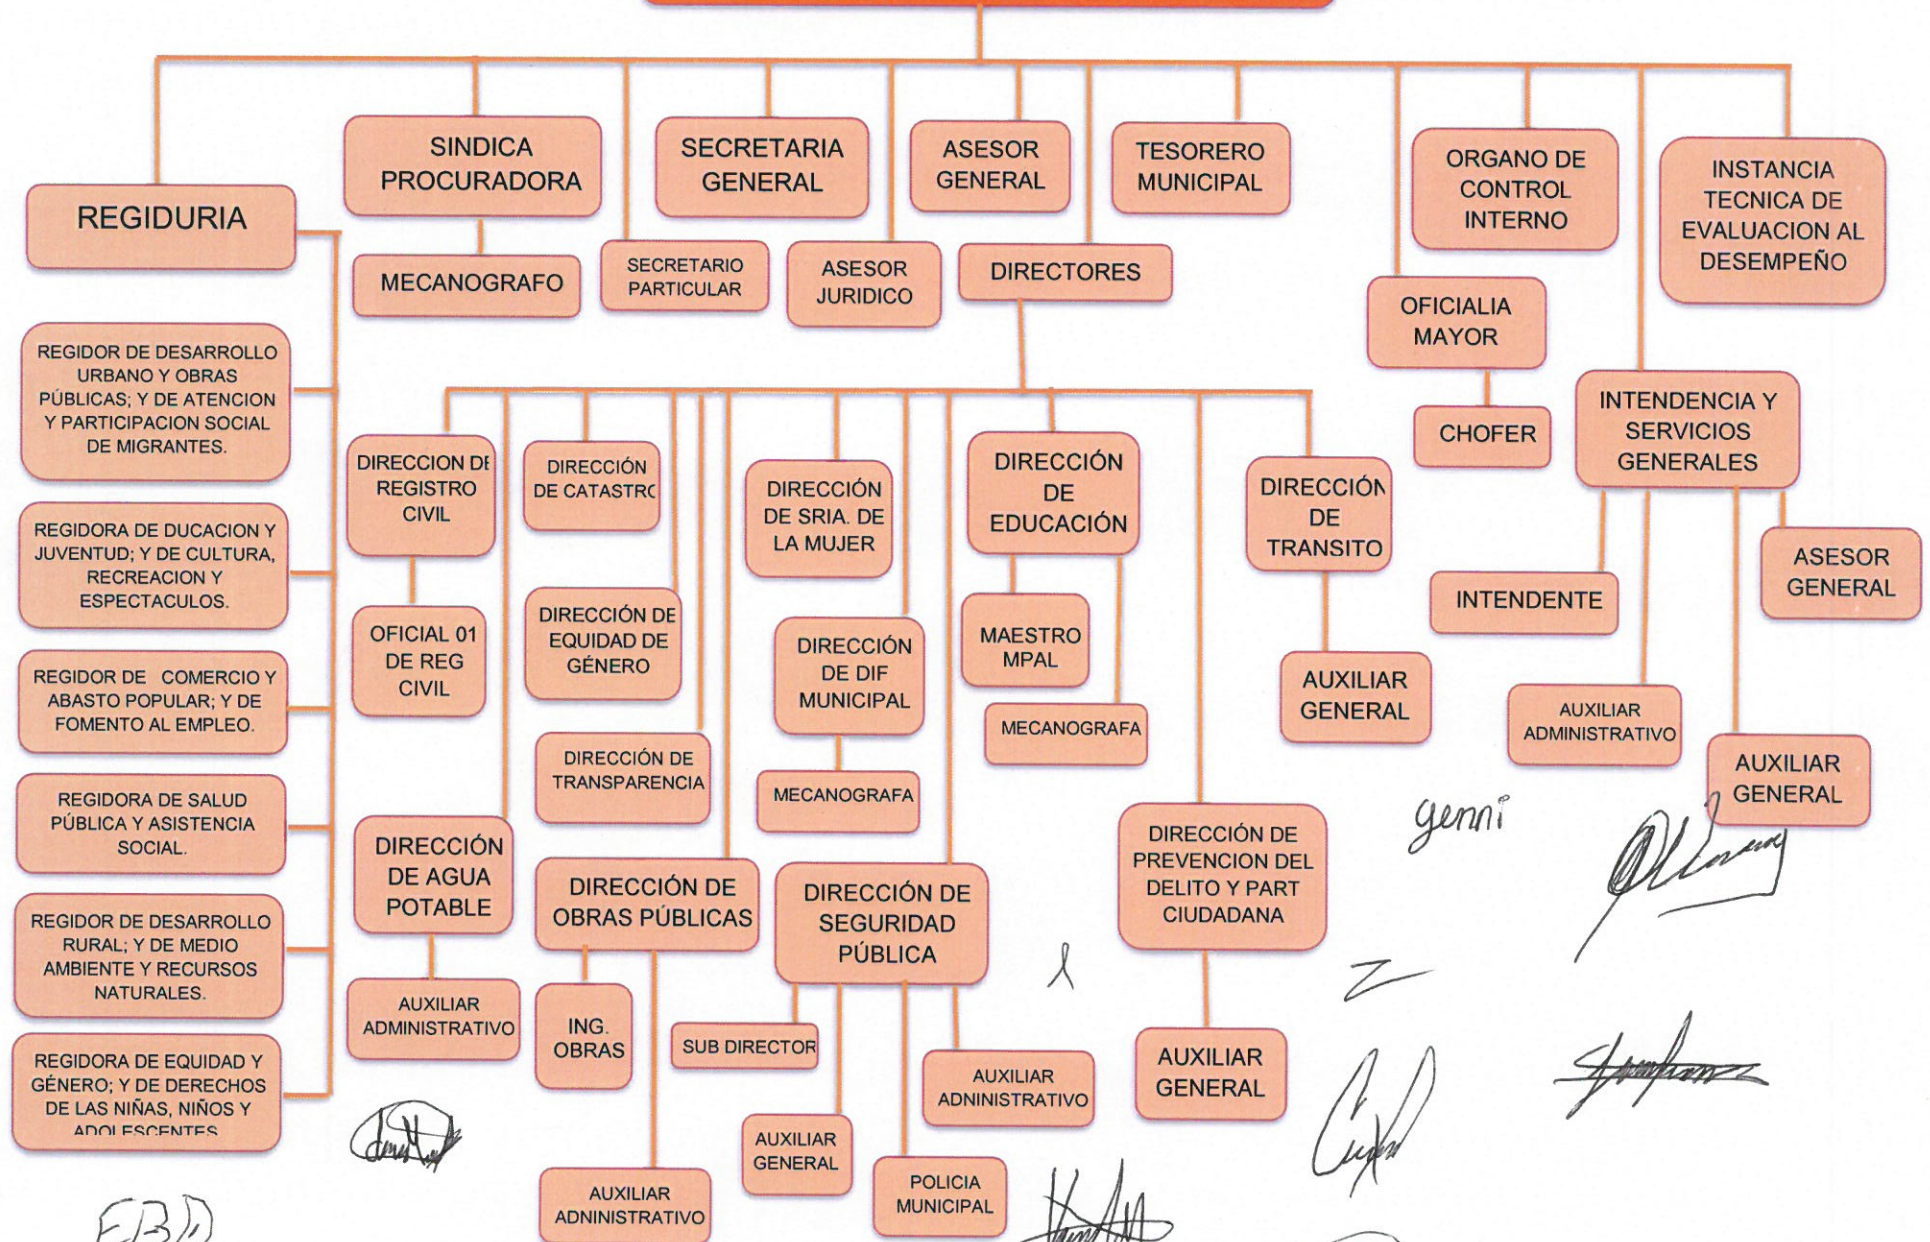 SINDICA
PROCURADORA
SECRETARIA
GENERAL
ASESOR
GENERAL
TESORERO
MUNICIPAL
ORGANO DE
CONTROL
INTERNO
INSTANCIA
TECNICA DE
EVALUACION AL
DESEMPEÑO
REGIDURIA
MECANOGRAFO
SECRETARIO
PARTICULAR
ASESOR
JURIDICO
DIRECTORES
OFICIALIA
MAYOR
CHOFER
INTENDENCIA Y
SERVICIOS
GENERALES
REGIDOR DE DESARROLLO
URBANO Y OBRAS
PÚBLICAS; Y DE ATENCION
Y PARTICIPACION SOCIAL
DE MIGRANTES.
REGIDORA DE DUCACION Y
JUVENTUD; Y DE CULTURA,
RECREACION Y
ESPECTACULOS.
REGIDOR DE COMERCIO Y
ABASTO POPULAR; Y DE
FOMENTO AL EMPLEO.
REGIDORA DE SALUD
PÚBLICA Y ASISTENCIA
SOCIAL.
REGIDOR DE DESARROLLO
RURAL; Y DE MEDIO
AMBIENTE Y RECURSOS
NATURALES.
REGIDORA DE EQUIDAD Y
GÉNERO; Y DE DERECHOS
DE LAS NIÑAS, NIÑOS Y
ADOLESCENTES
DIRECCION DE
REGISTRO
CIVIL
OFICIAL 01
DE REG
CIVIL
DIRECCIÓN
DE CATASTRO
DIRECCIÓN DE
EQUIDAD DE
GÉNERO
DIRECCIÓN DE
TRANSPARENCIA
DIRECCIÓN
DE SRIA. DE
LA MUJER
DIRECCIÓN
DE DIF
MUNICIPAL
MECANOGRAFA
DIRECCIÓN
DE
EDUCACIÓN
MAESTRO
MPAL
MECANOGRAFA
DIRECCIÓN
DE
TRANSITO
AUXILIAR
GENERAL
INTENDENTE
ASESOR
GENERAL
AUXILIAR
ADMINISTRATIVO
AUXILIAR
GENERAL
DIRECCIÓN
DE AGUA
POTABLE
AUXILIAR
ADMINISTRATIVO
DIRECCIÓN DE
OBRAS PÚBLICAS
ING.
OBRAS
AUXILIAR
ADNINISTRATIVO
DIRECCIÓN DE
SEGURIDAD
PÚBLICA
SUB DIRECTOR
AUXILIAR
GENERAL
POLICIA
MUNICIPAL
AUXILIAR
ADNINISTRATIVO
DIRECCIÓN DE
PREVENCION DEL
DELITO Y PART
CIUDADANA
AUXILIAR
GENERAL
genni